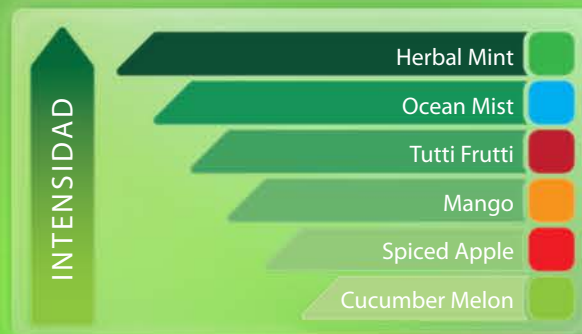 INTENSIDAD
Herbal Mint
Ocean Mist
Tutti Frutti
Mango
Spiced Apple
Cucumber Melon